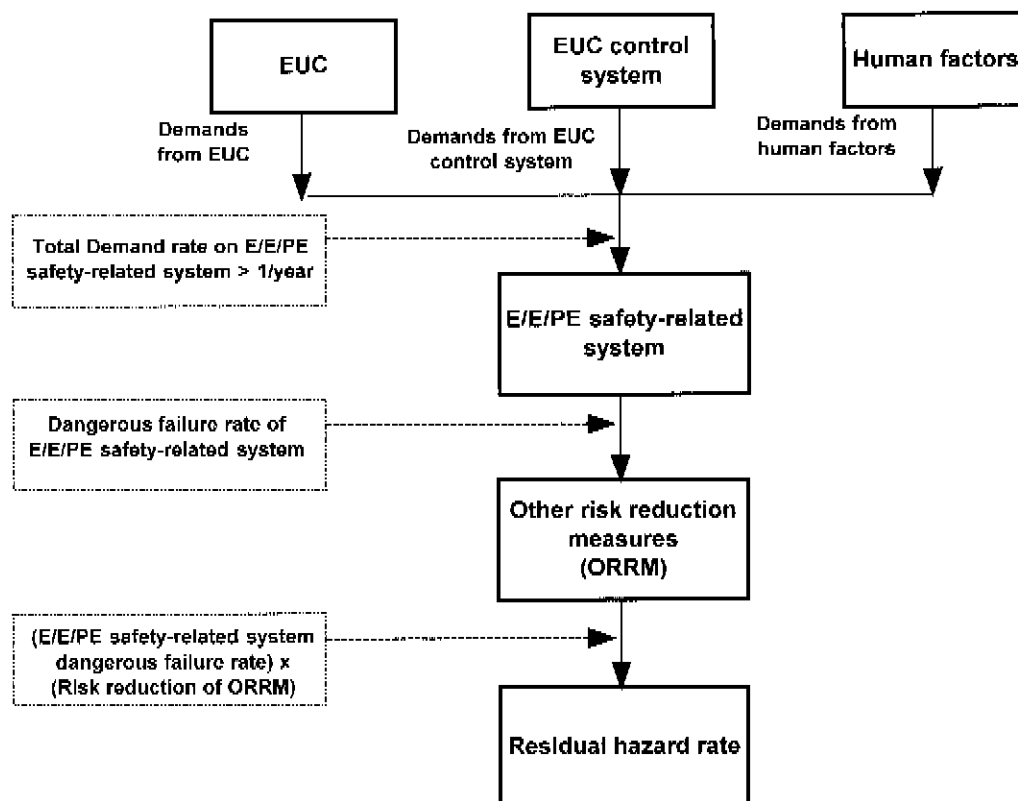 EUC
EUC control
system
Human factors
Demands
from EUC
Demands from EUC
control system
Demands from
human factors
Total Demand rate on E/E/PE
safety-related system > 1/year
E/E/PE safety-related
system
Dangerous failure rate of
E/E/PE safety-related system
Other risk reduction
measures
(ORRM)
(E/E/PE safety-related system
dangerous failure rate) x
(Risk reduction of ORRM)
Residual hazard rate